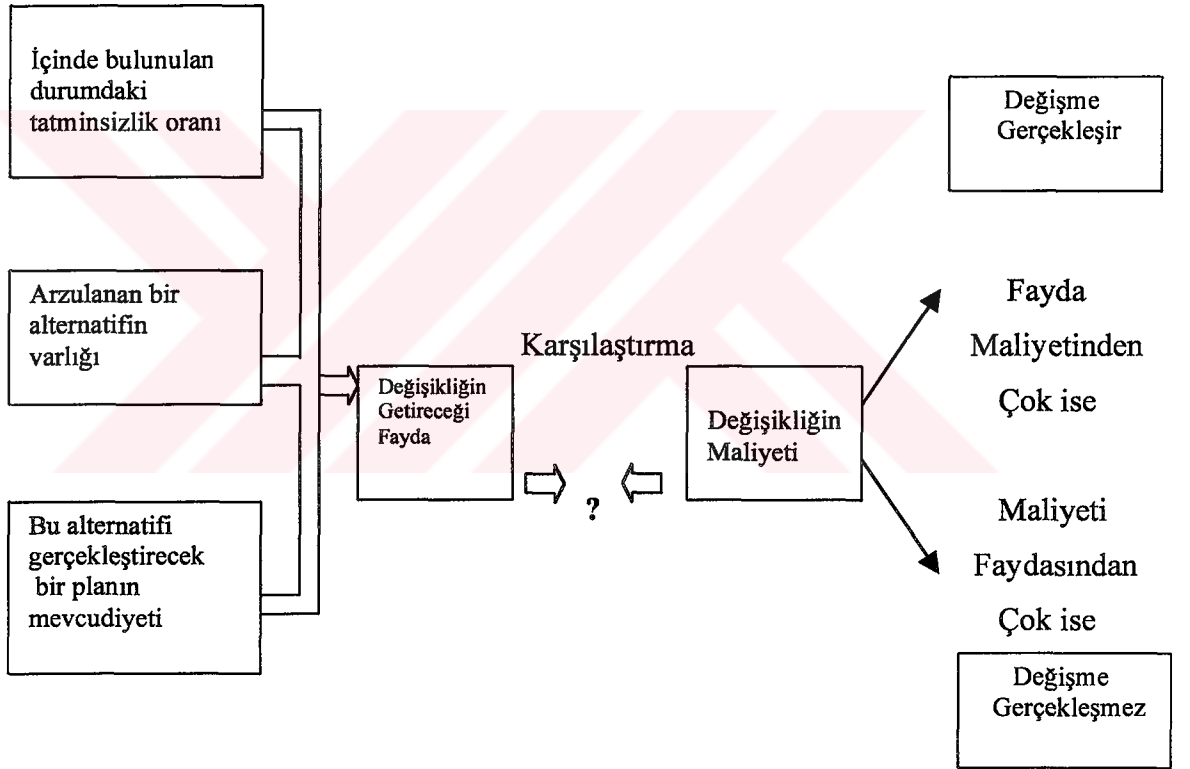 İçinde bulunulan
durumdaki
tatminsizlik oranı
Arzulanan bir
alternatifin
varlığı
Bu alternatifi
gerçekleştirecek
bir planın
mevcudiyeti
Değişikliğin
Getireceği
Fayda
Karşılaştırma
?
Değişikliğin
Maliyeti
Değişme
Gerçekleşir
Fayda
Maliyetinden
Çok ise
Maliyeti
Faydasından
Çok ise
Değişme
Gerçekleşmez